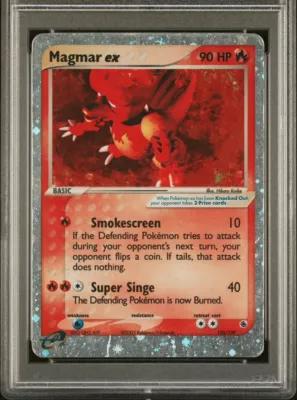 Magmar ex 90 HP
BASIC
Illus. Hikaru Koike
When Pokémon-ex has been Knocked Out,
your opponent takes 2 Prize cards.
Smokescreen 10
If the Defending Pokémon tries to attack
during your opponent's next turn, your
opponent flips a coin. If tails, that attack
does nothing.
Super Singe 40
The Defending Pokémon is now Burned.
weakness resistance retreat cost